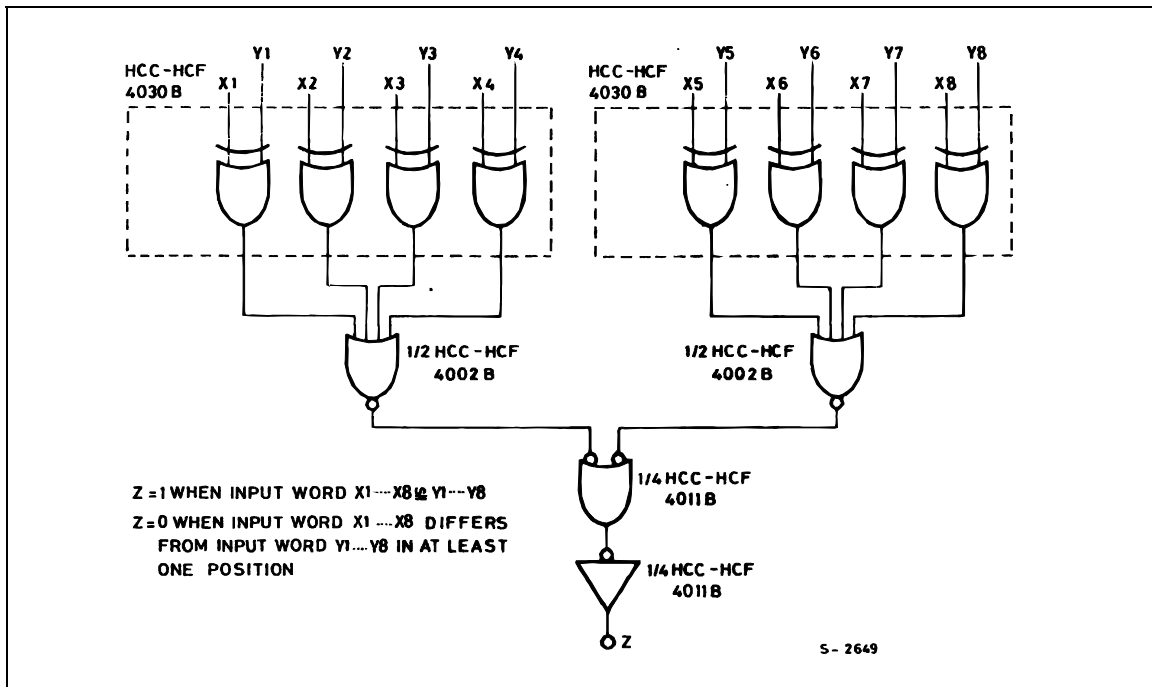 Y1 Y2 Y3 Y4 Y5 Y6 Y7 Y8
HCC-HCF
4030 B
X1 X2 X3 X4
HCC-HCF
4030 B
X5 X6 X7 X8
1/2 HCC-HCF
4002 B
1/2 HCC-HCF
4002 B
1/4 HCC-HCF
4011 B
Z = 1 WHEN INPUT WORD X1 ---- X8 Y1 --- Y8
Z = 0 WHEN INPUT WORD X1 .... X8 DIFFERS
FROM INPUT WORD Y1 .... Y8 IN AT LEAST
ONE POSITION
1/4 HCC-HCF
4011 B
Z
S - 2649